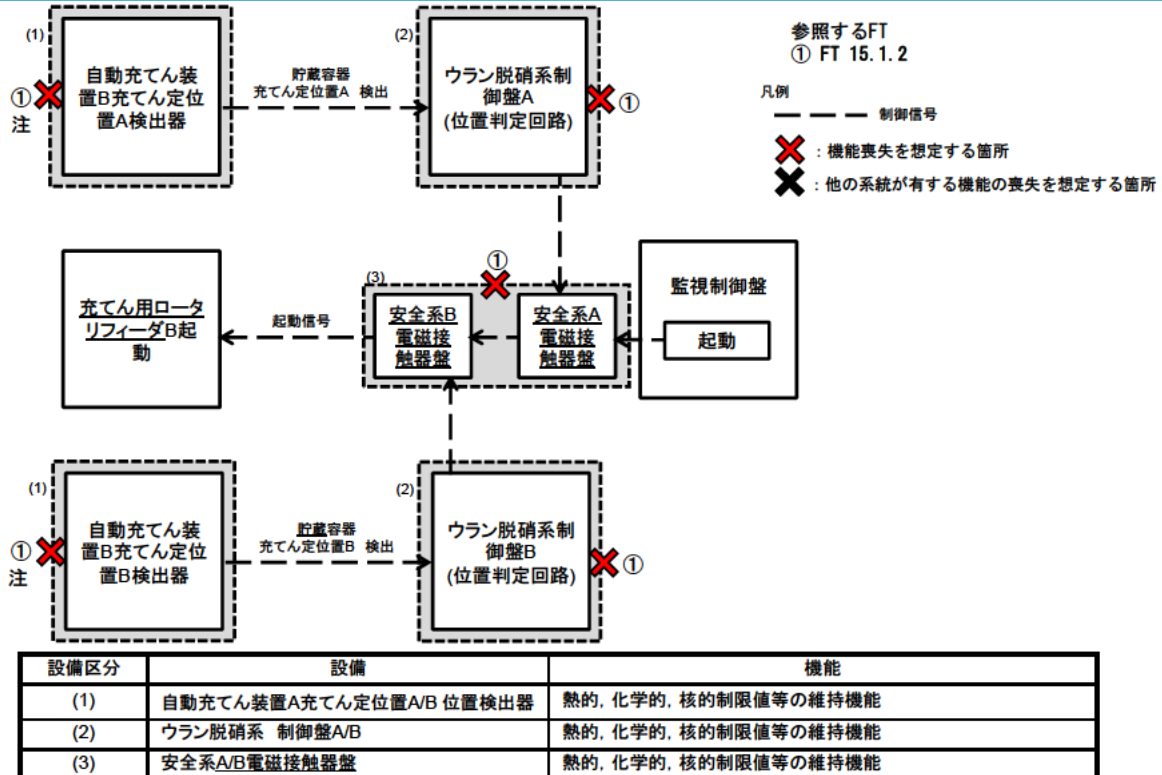 (1)
自動充てん装
置B充てん定位
置A検出器
①
注
貯蔵容器
充てん定位置A 検出
(2)
ウラン脱硝系制
御盤A
(位置判定回路)
①
参照するFT
① FT 15.1.2
凡例
制御信号
：機能喪失を想定する箇所
：他の系統が有する機能の喪失を想定する箇所
充てん用ロータ
リフィーダB起
動
起動信号
(3)
①
安全系B
電磁接
触器盤
安全系A
電磁接
触器盤
監視制御盤
起動
(1)
自動充てん装
置B充てん定位
置B検出器
①
注
貯蔵容器
充てん定位置B 検出
(2)
ウラン脱硝系制
御盤B
(位置判定回路)
①
設備区分 設備 機能
(1) 自動充てん装置A充てん定位置A/B 位置検出器 熱的，化学的，核的制限値等の維持機能
(2) ウラン脱硝系 制御盤A/B 熱的，化学的，核的制限値等の維持機能
(3) 安全系A/B電磁接触器盤 熱的，化学的，核的制限値等の維持機能